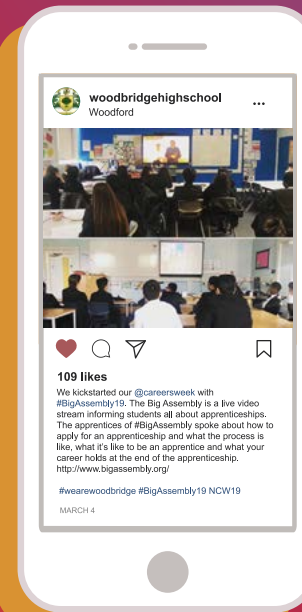 woodbridgehighschool
Woodford
109 likes
We kickstarted our @careersweek with
#BigAssembly19. The Big Assembly is a live video
stream informing students all about apprenticeships.
The apprentices of #BigAssembly spoke about how to
apply for an apprenticeship and what the process is
like, what it's like to be an apprentice and what your
career holds at the end of the apprenticeship.
http://www.bigassembly.org/
#wearewoodbridge #BigAssembly19 NCW19
MARCH 4